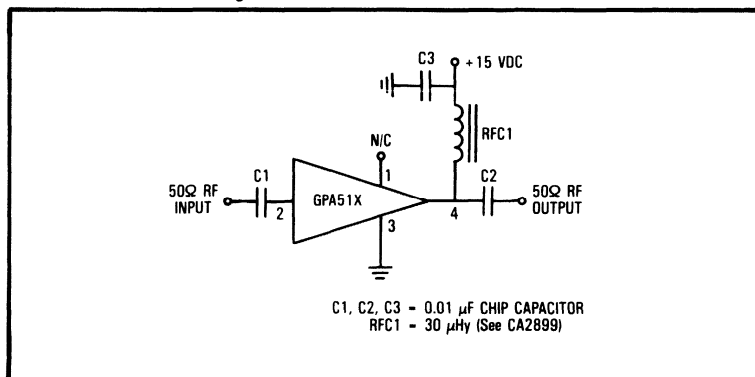 C3
+15 VDC
RFC1
N/C
C1
1
C2
50Ω RF
INPUT
2
GPA51X
3
4
50Ω RF
OUTPUT
C1, C2, C3 = 0.01 μF CHIP CAPACITOR
RFC1 = 30 μHy (See CA2899)